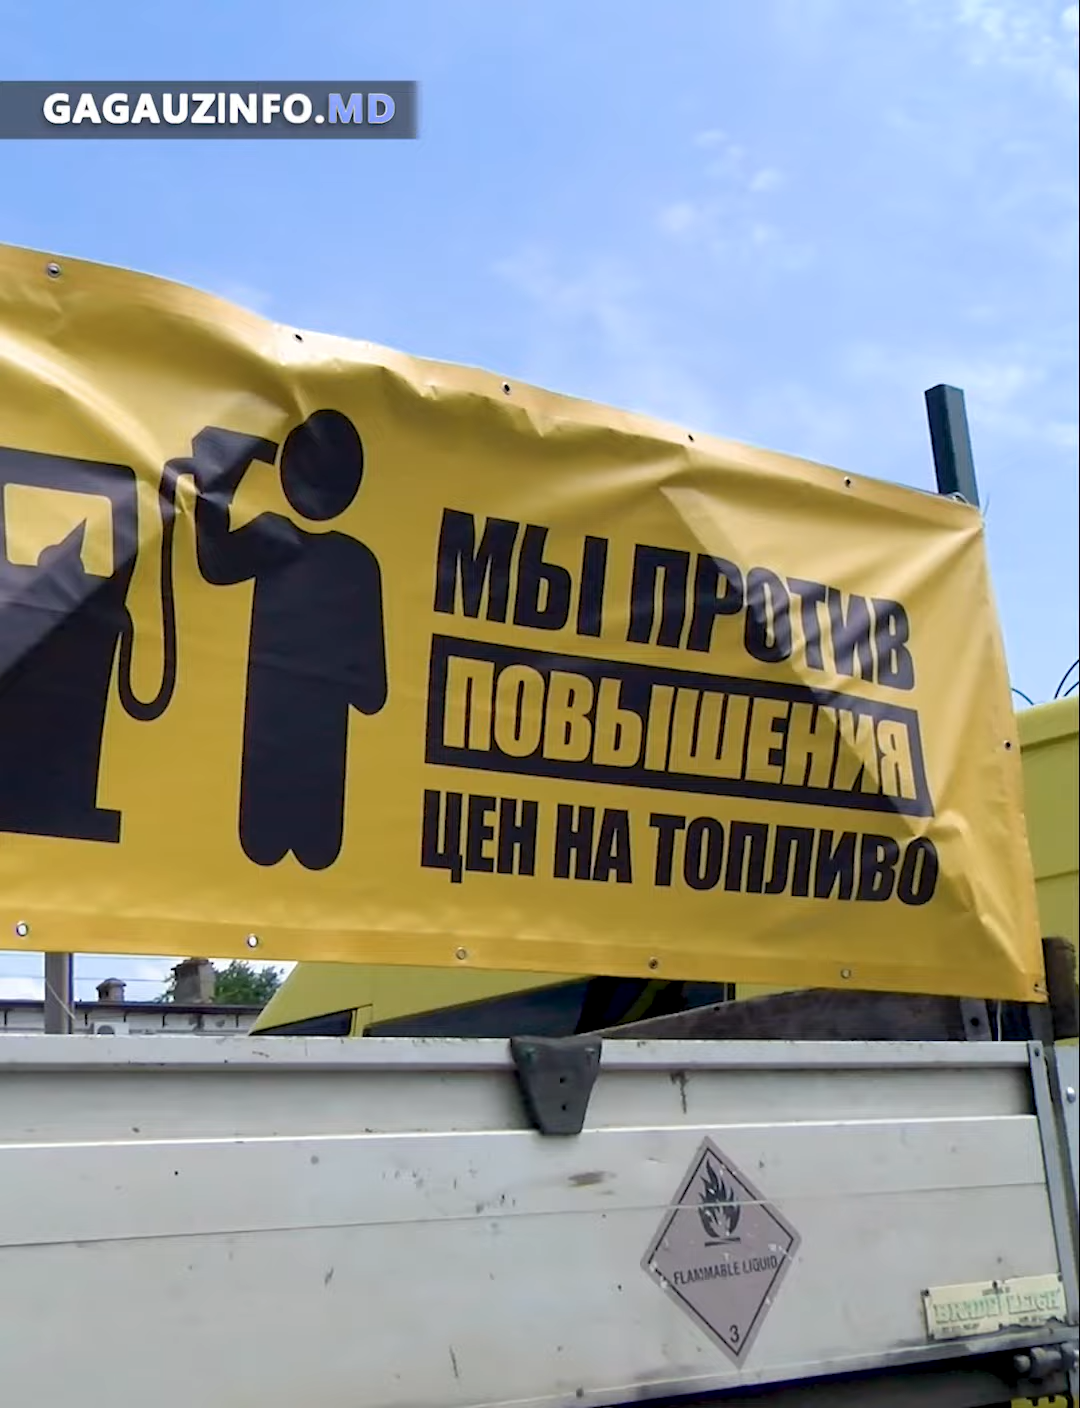 GAGAUZINFO.MD
МЫ ПРОТИВ
ПОВЫШЕНИЯ
ЦЕН НА ТОПЛИВО
FLAMMABLE LIQUID
3